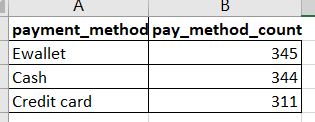 A B
payment_method pay_method_count
Ewallet 345
Cash 344
Credit card 311